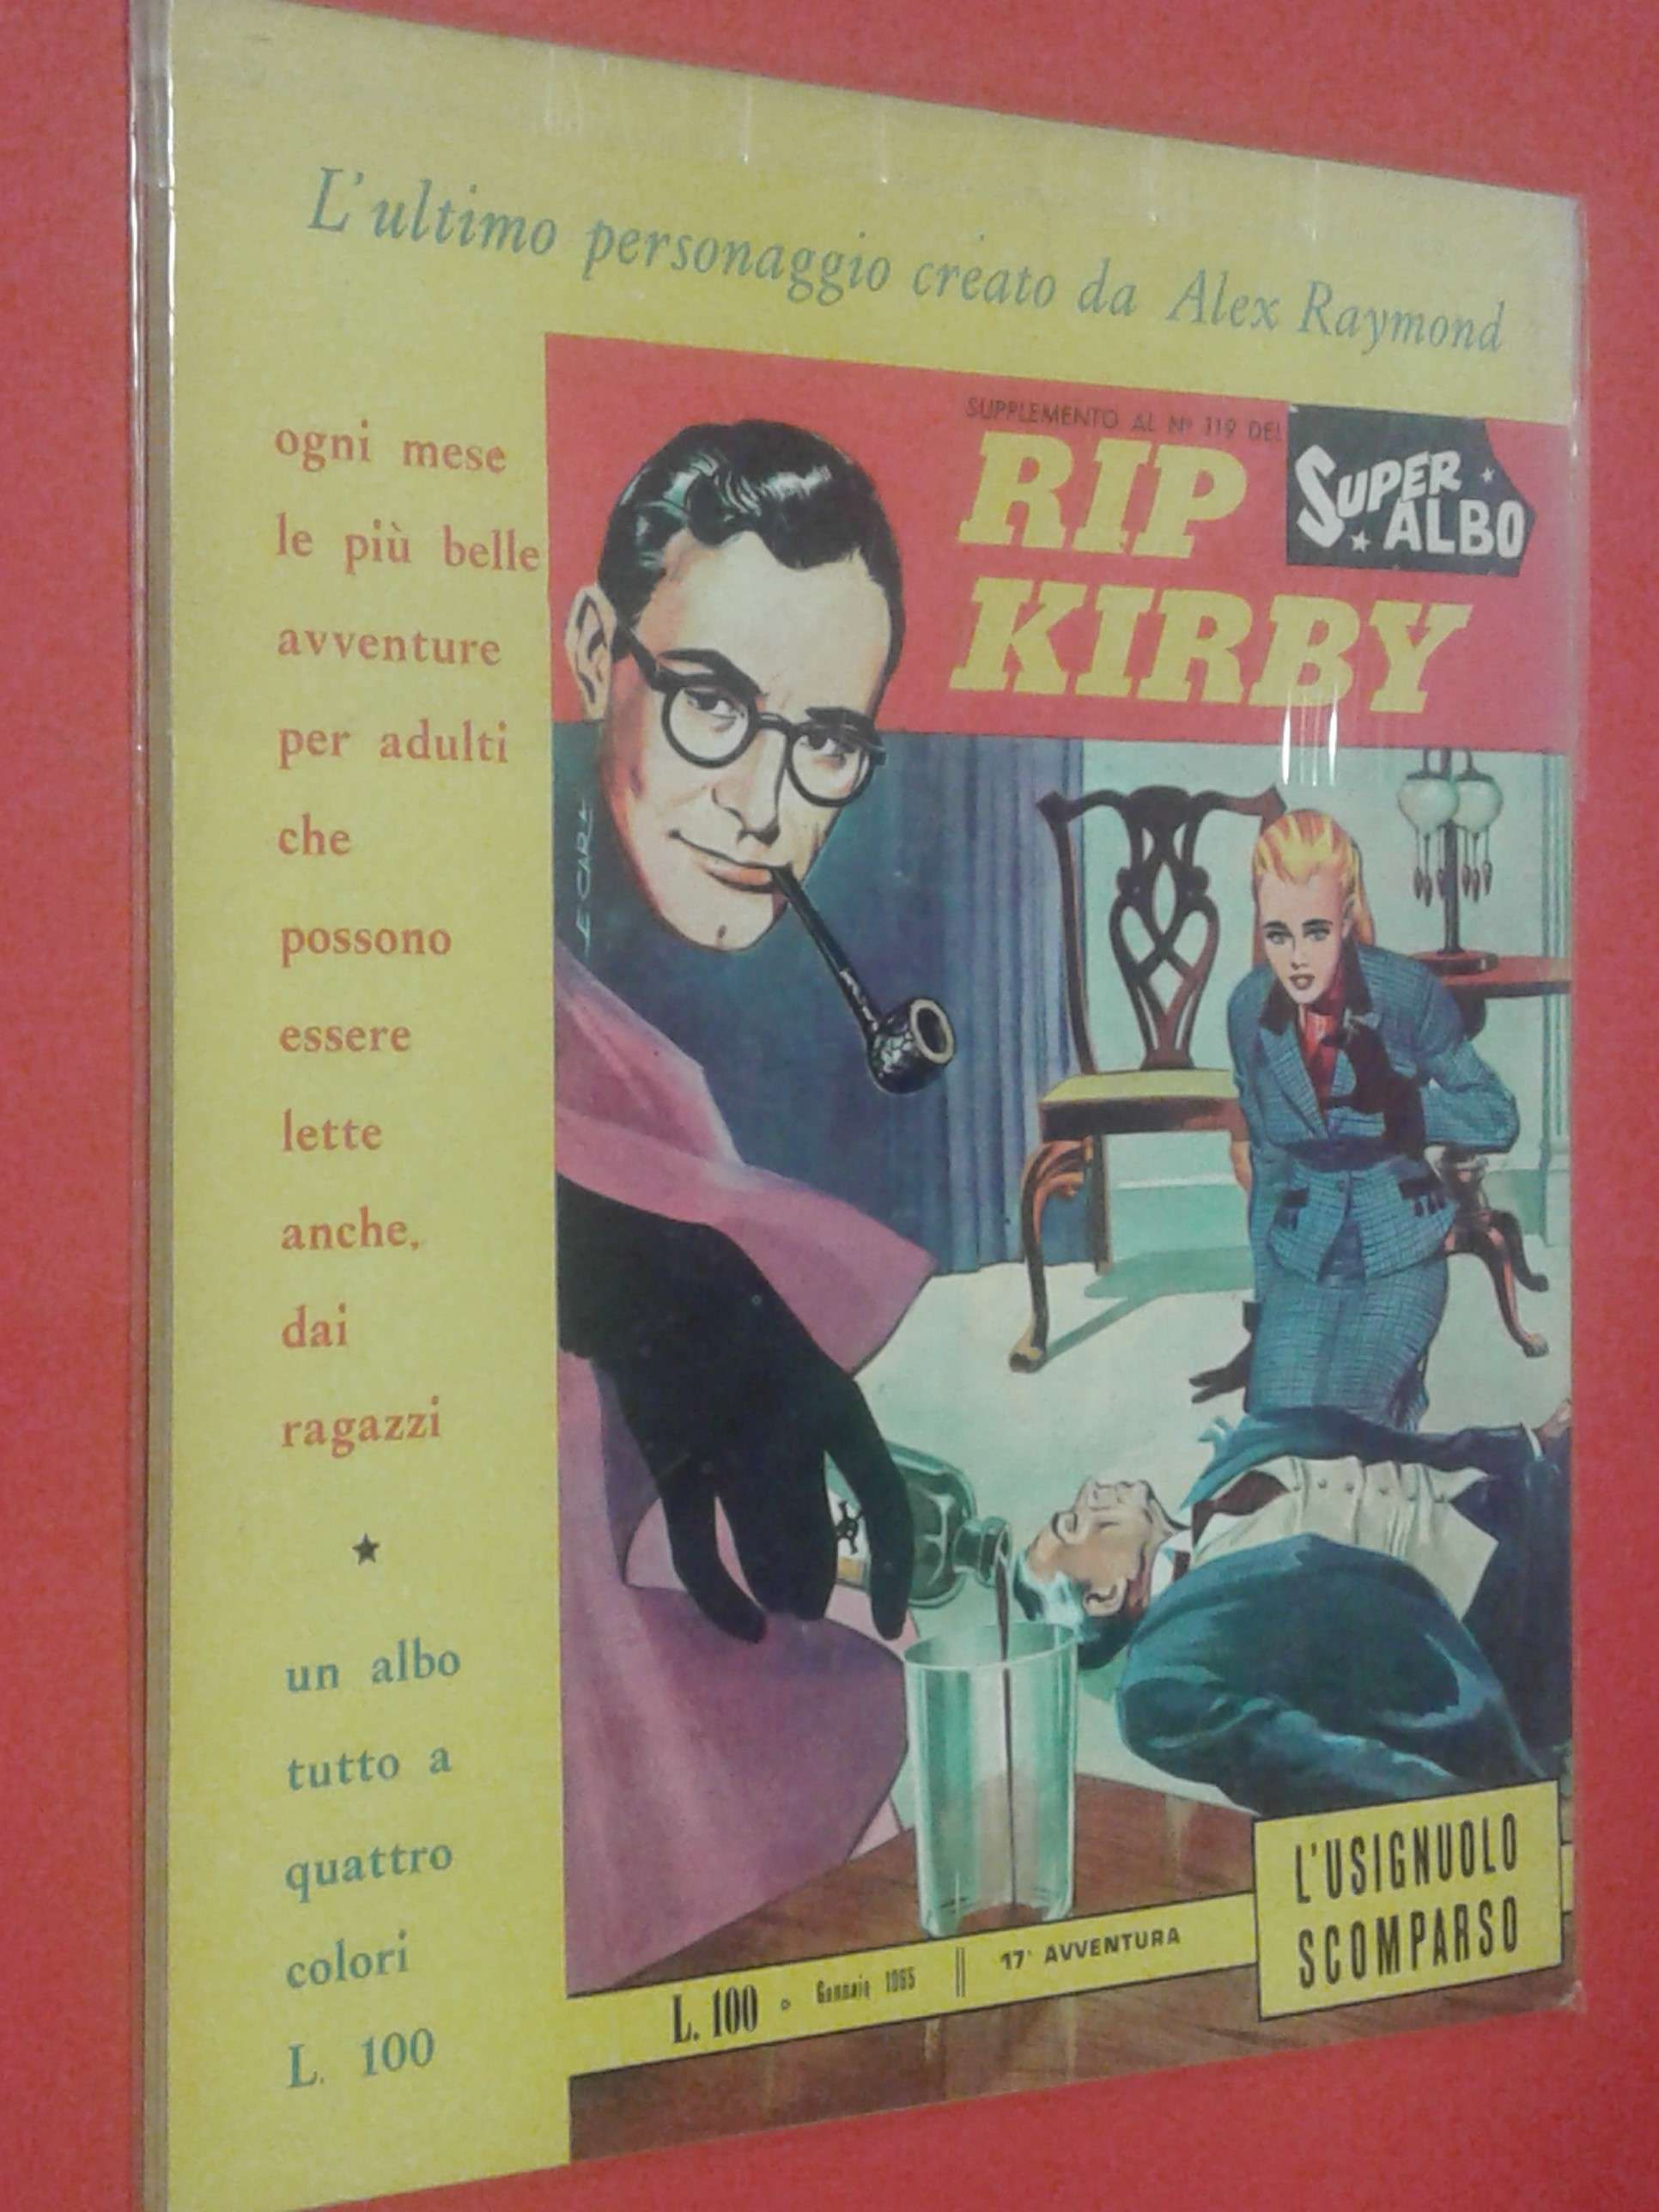 L'ultimo personaggio creato da Alex Raymond
ogni mese
le più belle
avventure
per adulti
che
possono
essere
lette
anche,
dai
ragazzi
★
un albo
tutto a
quattro
colori
L. 100
SUPPLEMENTO AL Nº 119 DEL
SUPER
ALBO
RIP
KIRBY
L'USIGNUOLO
SCOMPARSO
L. 100 Gennaio 1965 17ª AVVENTURA